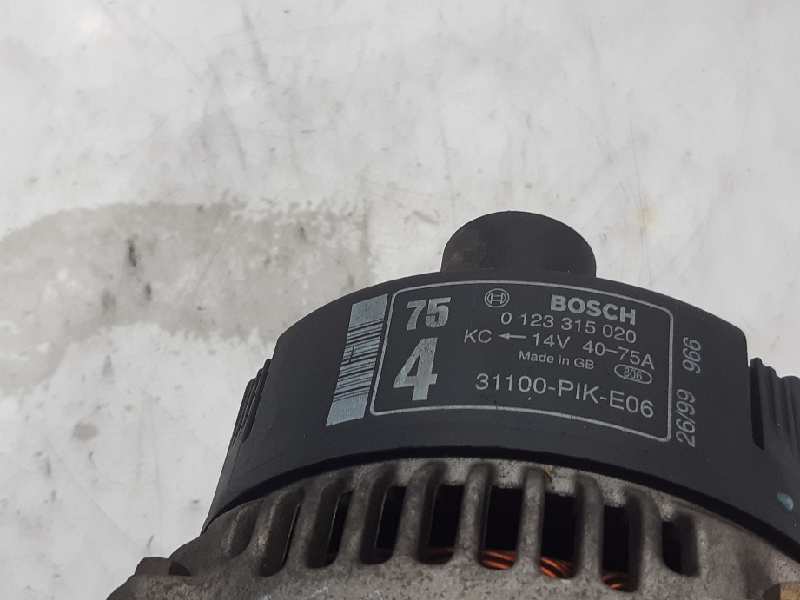 75
4
BOSCH
0 123 315 020
KC ← 14V 40-75A
Made in GB
31100-PIK-E06
26/99 966